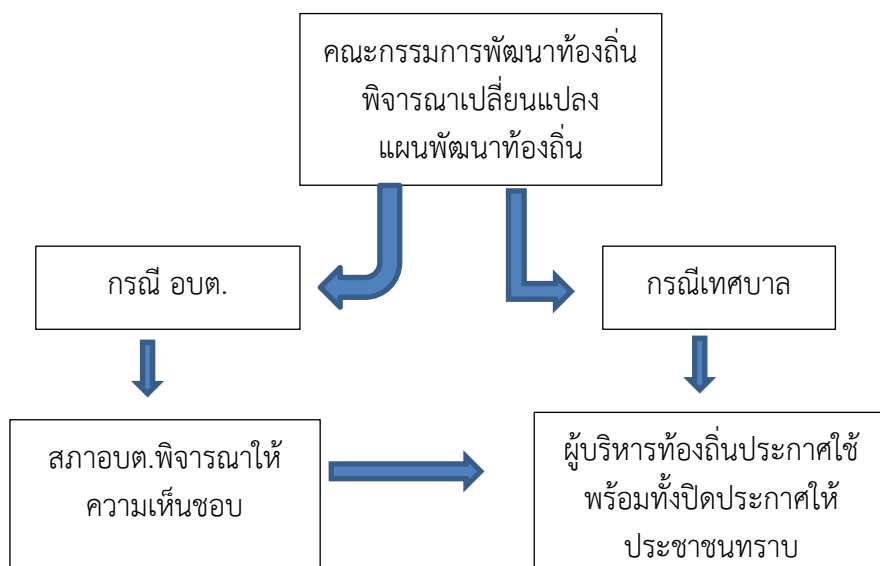 คณะกรรมการพัฒนาท้องถิ่น
พิจารณาเปลี่ยนแปลง
แผนพัฒนาท้องถิ่น
กรณี อบต.
กรณีเทศบาล
สภาอบต.พิจารณาให้
ความเห็นชอบ
ผู้บริหารท้องถิ่นประกาศใช้
พร้อมทั้งปิดประกาศให้
ประชาชนทราบ